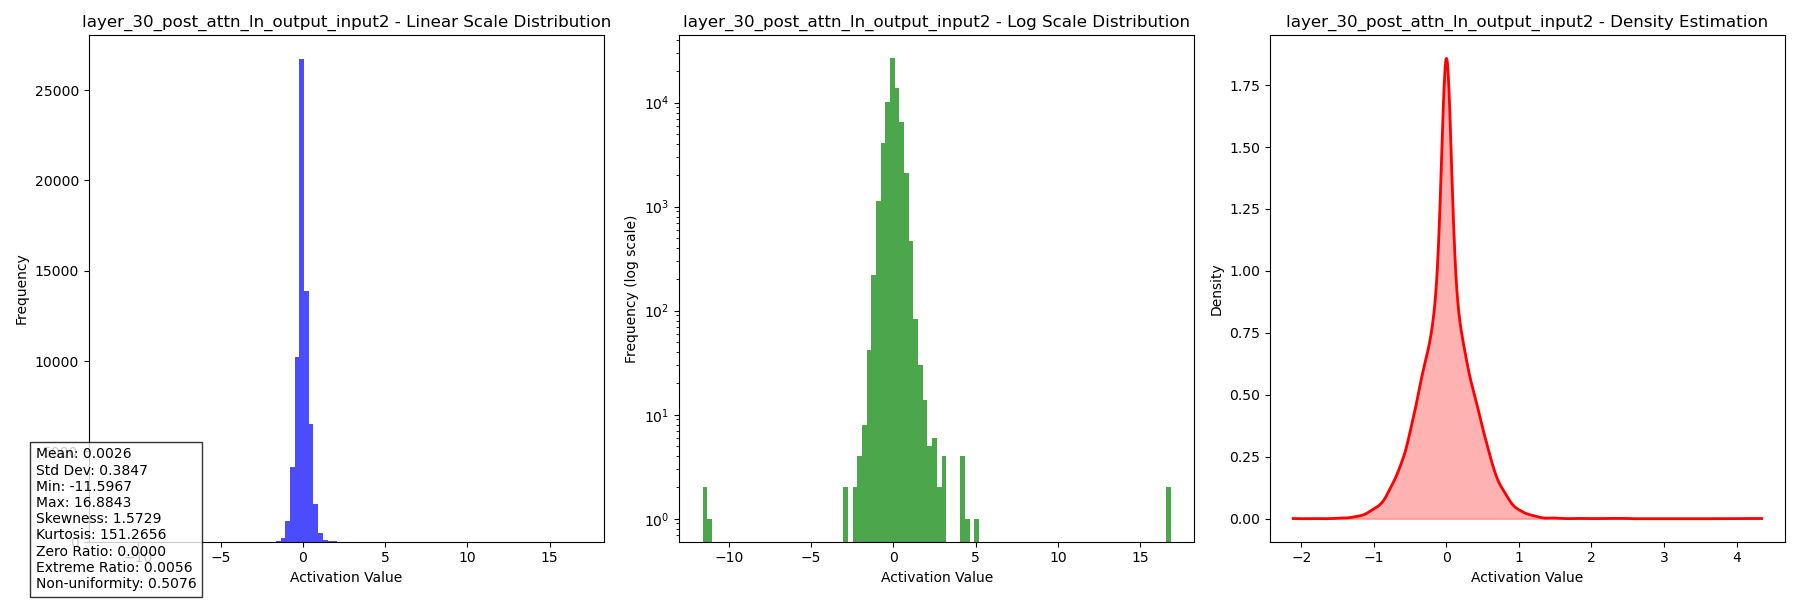 layer_30_post_attn_ln_output_input2 - Linear Scale Distribution
Frequency
25000
20000
15000
10000
Mean: 0.0026
Std Dev: 0.3847
Min: -11.5967
Max: 16.8843
Skewness: 1.5729
Kurtosis: 151.2656
Zero Ratio: 0.0000
Extreme Ratio: 0.0056
Non-uniformity: 0.5076
−5 0 5 10 15
Activation Value
layer_30_post_attn_ln_output_input2 - Log Scale Distribution
Frequency (log scale)
10⁴
10³
10²
10¹
10⁰
−10 −5 0 5 10 15
Activation Value
layer_30_post_attn_ln_output_input2 - Density Estimation
Density
1.75
1.50
1.25
1.00
0.75
0.50
0.25
0.00
−2 −1 0 1 2 3 4
Activation Value